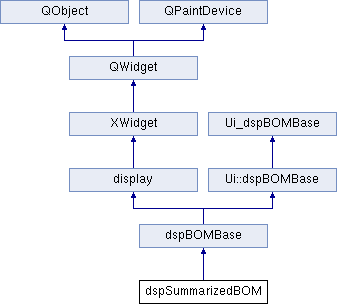 QObject
QPaintDevice
QWidget
XWidget
Ui_dspBOMBase
display
Ui::dspBOMBase
dspBOMBase
dspSummarizedBOM